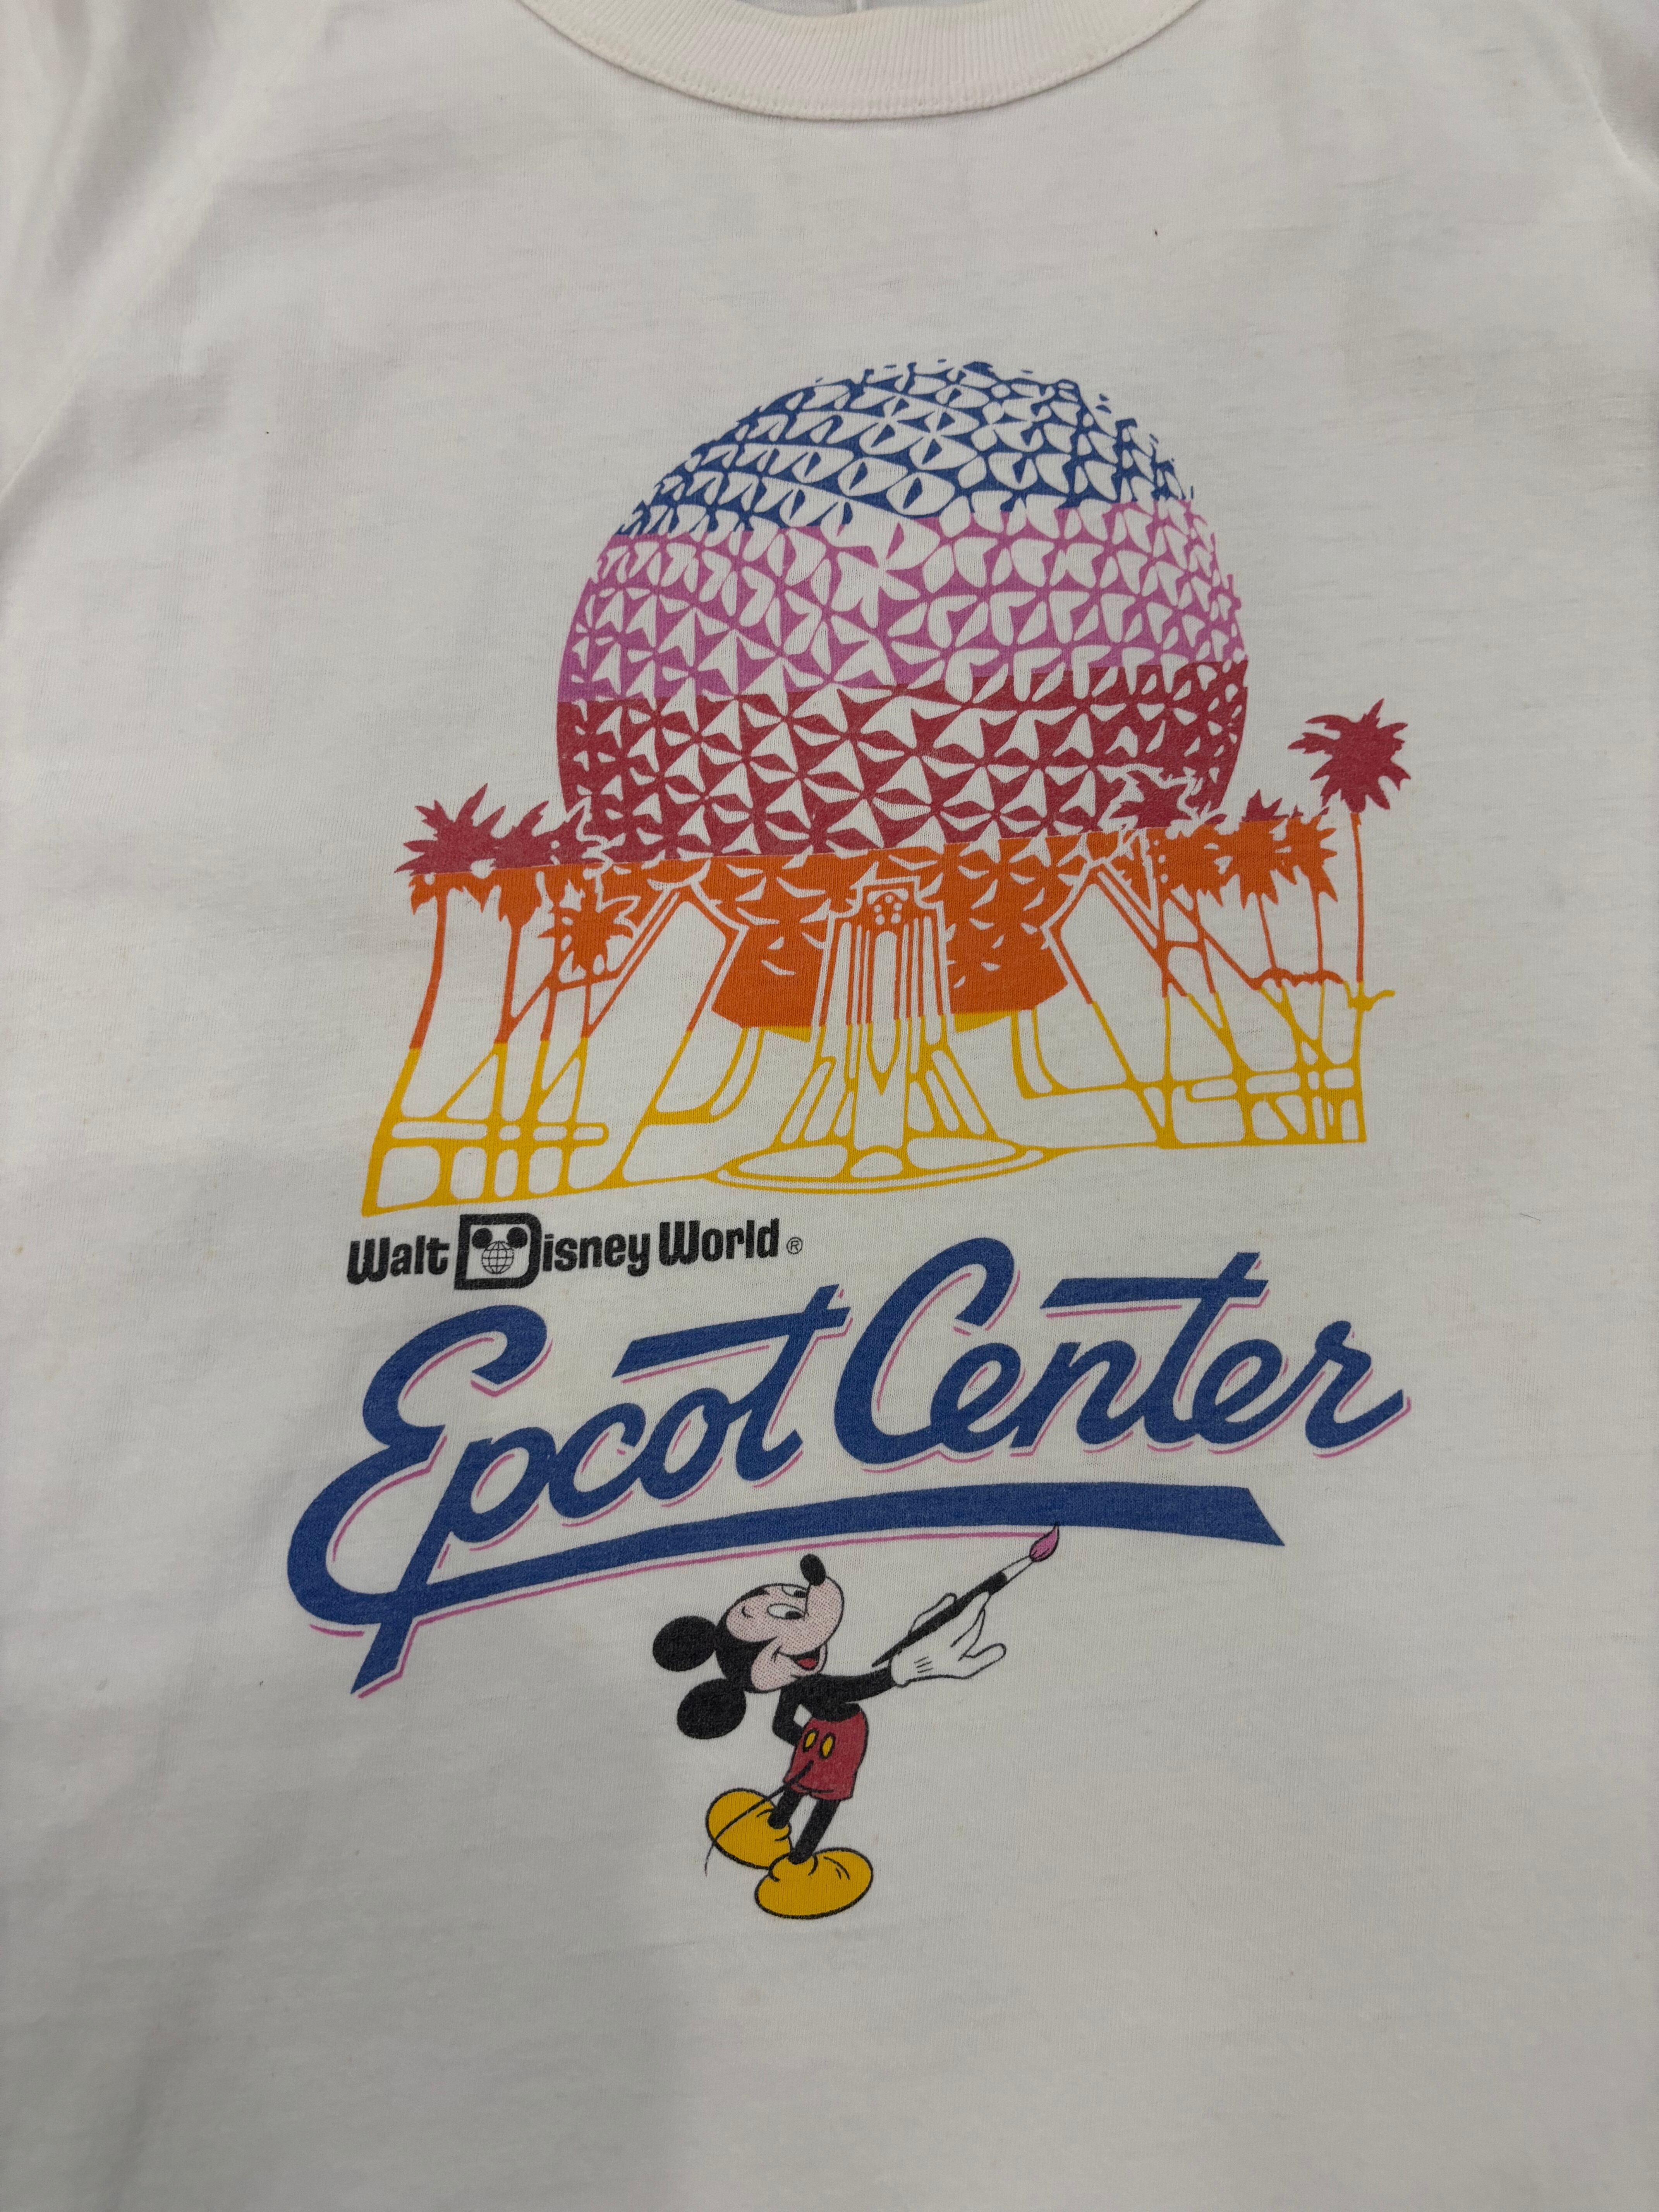 Walt Disney World ®
Epcot Center